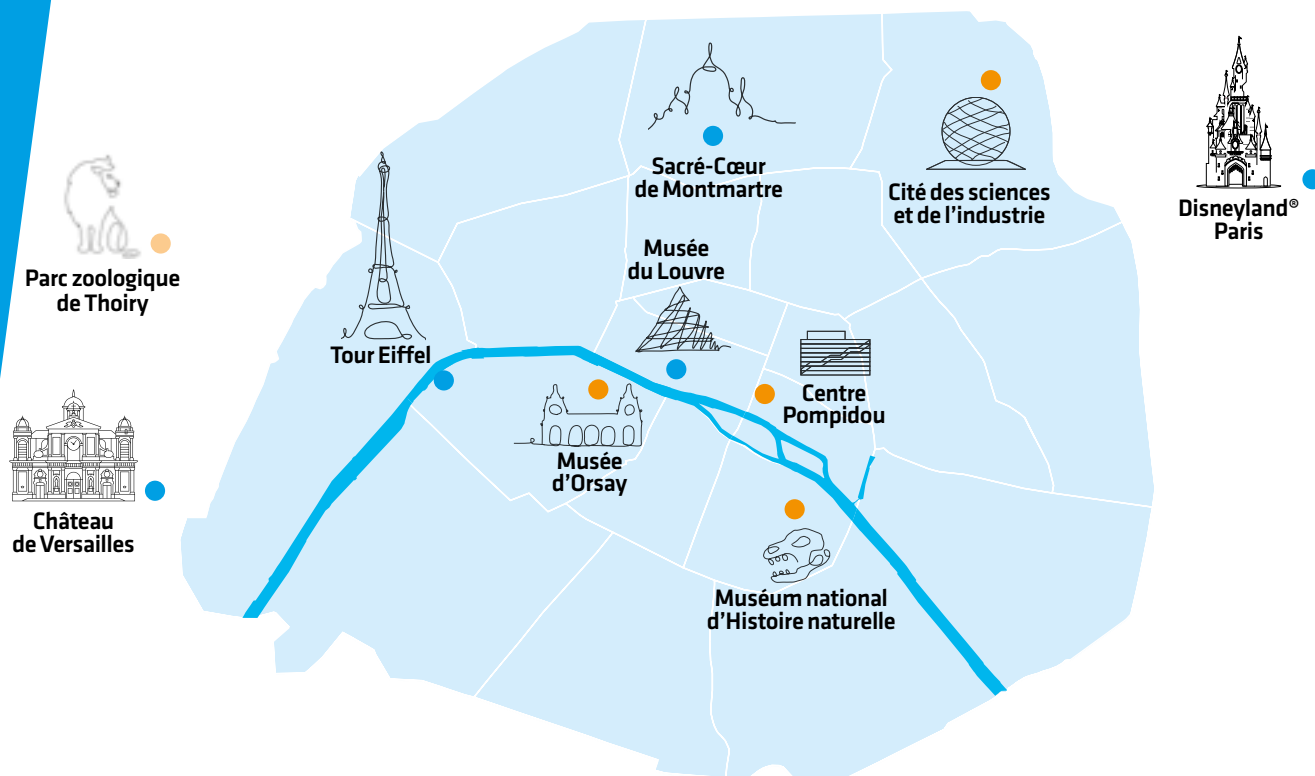 Sacré-Cœur
de Montmartre
Cité des sciences
et de l'industrie
Disneyland®
Paris
Parc zoologique
de Thoiry
Musée
du Louvre
Tour Eiffel
Centre
Pompidou
Musée
d'Orsay
Château
de Versailles
Muséum national
d'Histoire naturelle